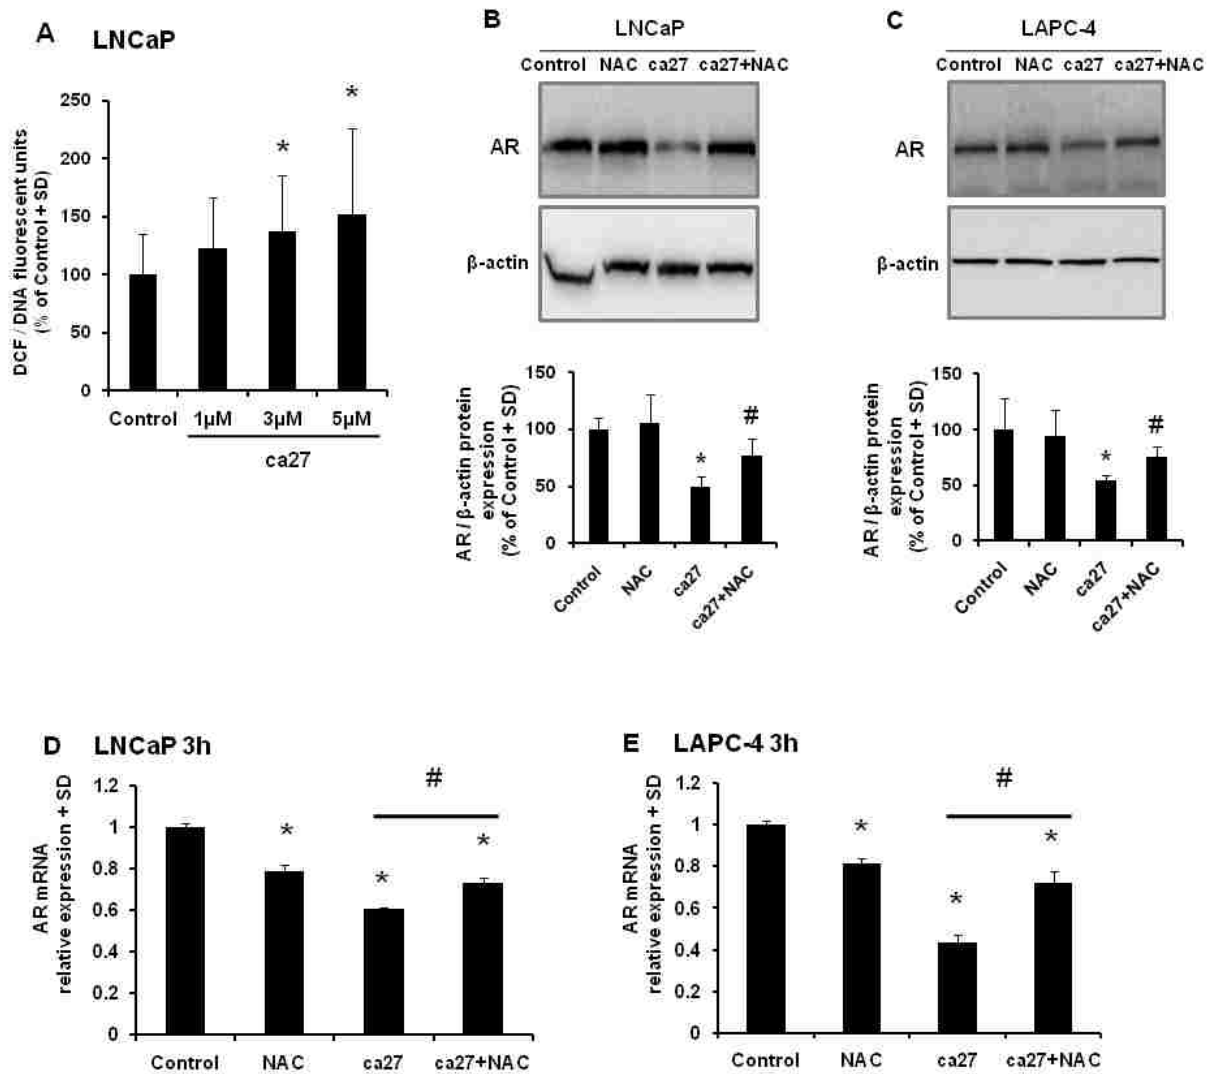 A LNCaP
DCF / DNA fluorescent units
(% of Control + SD)
250
200
150
100
50
0
*
*
Control 1μM 3μM 5μM
ca27
B
LNCaP
Control NAC ca27 ca27+NAC
AR
β-actin
AR / β-actin protein
expression
(% of Control + SD)
150
100
50
0
*
#
Control
NAC
ca27
ca27+NAC
C
LAPC-4
Control NAC ca27 ca27+NAC
AR
β-actin
AR / β-actin protein
expression
(% of Control + SD)
150
100
50
0
*
#
Control
NAC
ca27
ca27+NAC
D LNCaP 3h
AR mRNA
relative expression + SD
1.2
1
0.8
0.6
0.4
0.2
0
#
*
*
*
Control NAC ca27 ca27+NAC
E LAPC-4 3h
AR mRNA
relative expression + SD
1.2
1
0.8
0.6
0.4
0.2
0
#
*
*
*
Control NAC ca27 ca27+NAC